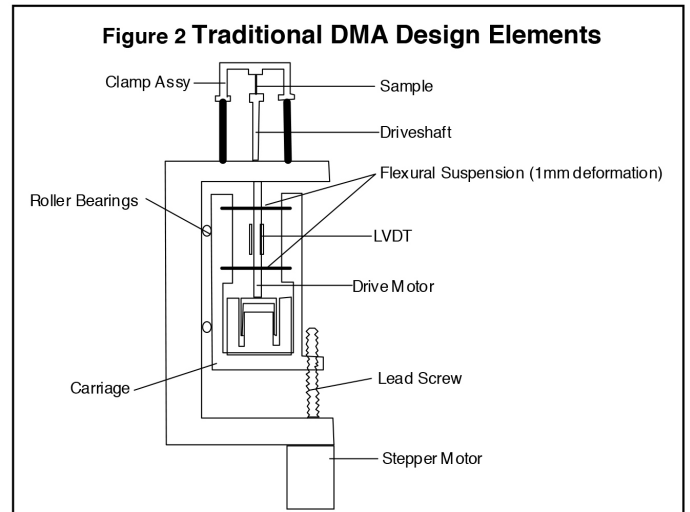 Figure 2 Traditional DMA Design Elements
Clamp Assy
Sample
Driveshaft
Flexural Suspension (1mm deformation)
Roller Bearings
LVDT
Drive Motor
Lead Screw
Carriage
Stepper Motor